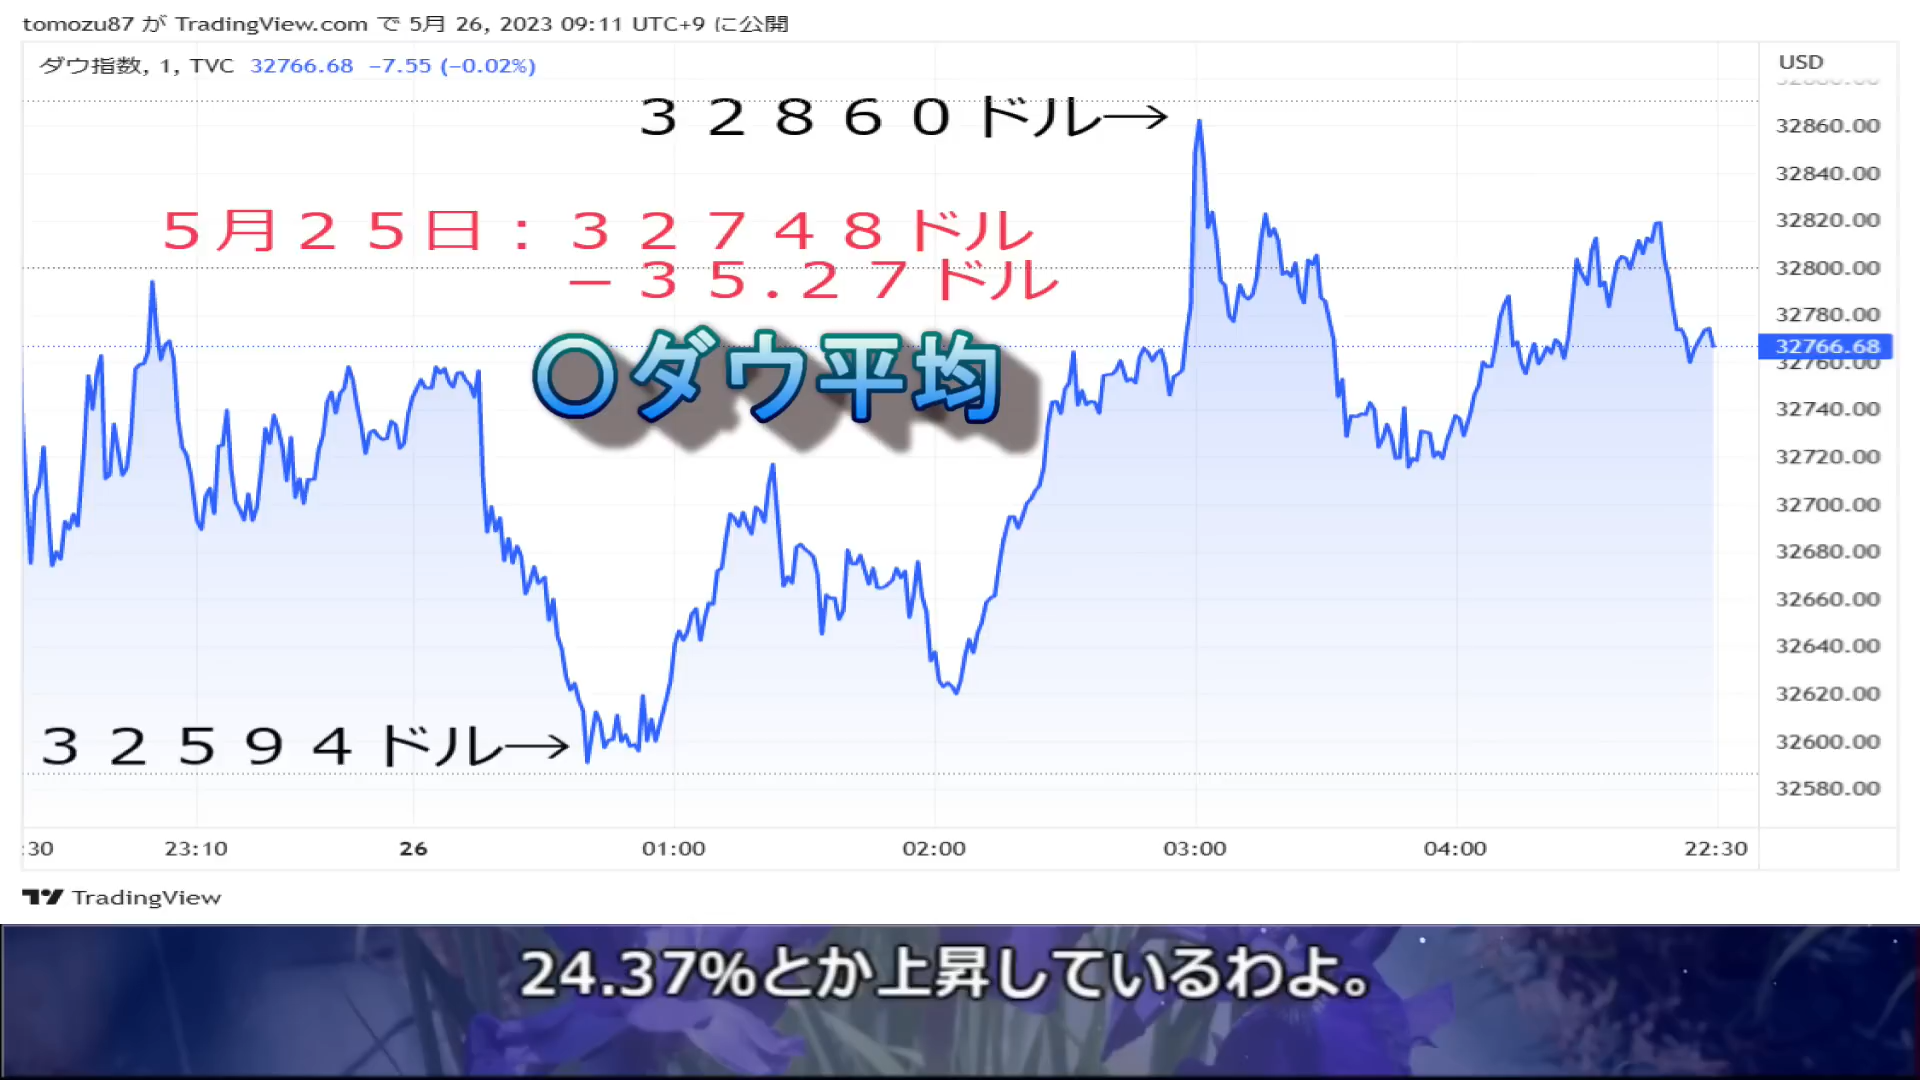 tomozu87 が TradingView.com で 5月 26, 2023 09:11 UTC+9 に公開
ダウ指数, 1, TVC 32766.68 −7.55 (−0.02%)
USD
３２８６０ドル→
５月２５日：３２７４８ドル
－３５.２７ドル
〇ダウ平均
３２５９４ドル→
32860.00
32840.00
32820.00
32800.00
32780.00
32766.68
32760.00
32740.00
32720.00
32700.00
32680.00
32660.00
32640.00
32620.00
32600.00
32580.00
:30 23:10 26 01:00 02:00 03:00 04:00 22:30
TradingView
24.37%とか上昇しているわよ。